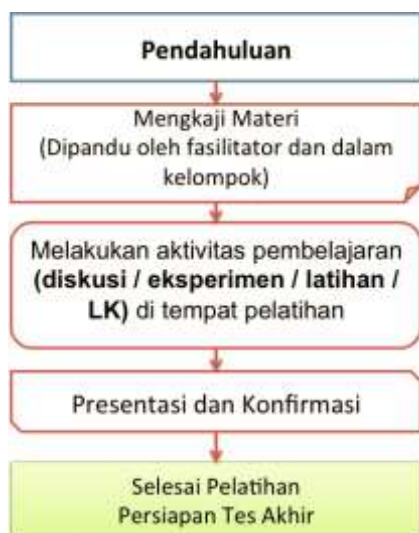 Pendahuluan
Mengkaji Materi
(Dipandu oleh fasilitator dan dalam
kelompok)
Melakukan aktivitas pembelajaran
(diskusi / eksperimen / latihan /
LK) di tempat pelatihan
Presentasi dan Konfirmasi
Selesai Pelatihan
Persiapan Tes Akhir